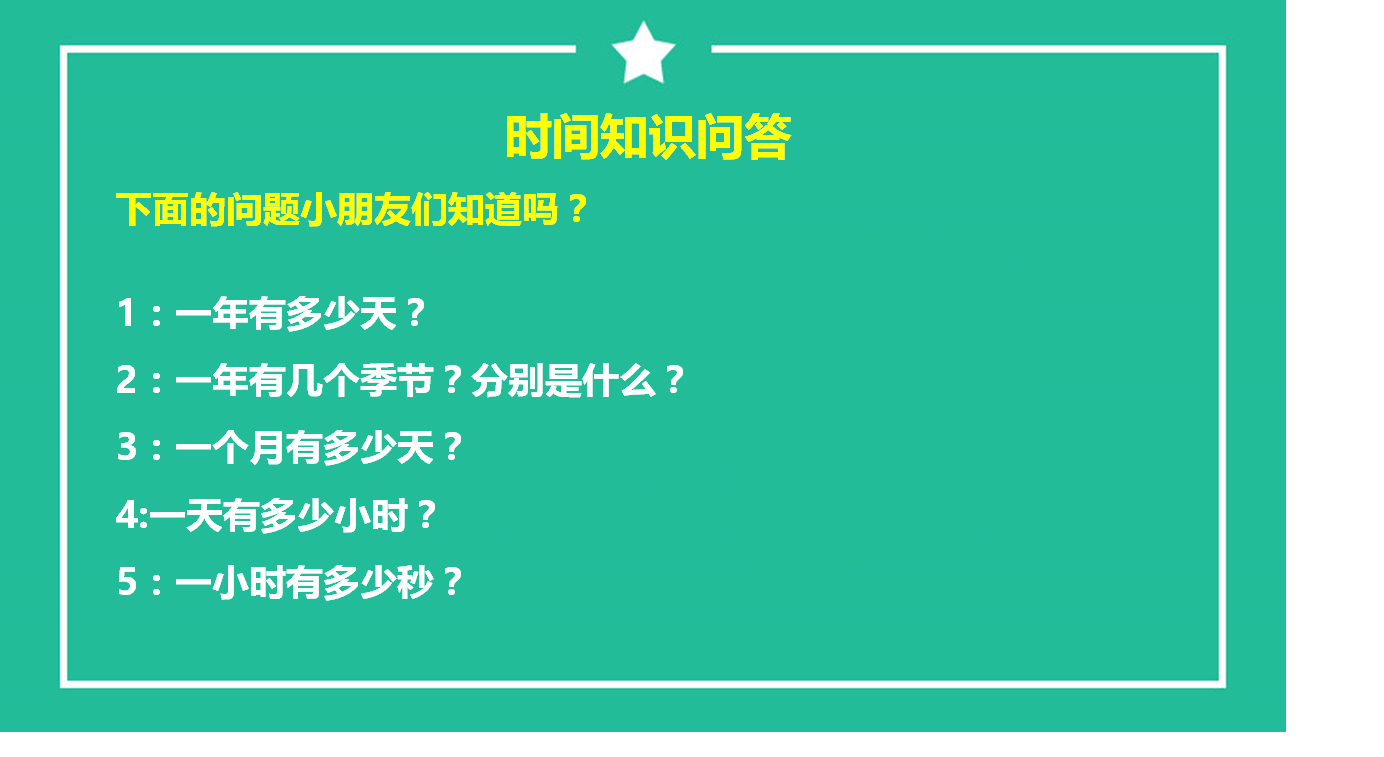 时间知识问答
下面的问题小朋友们知道吗？
1：一年有多少天？
2：一年有几个季节？分别是什么？
3：一个月有多少天？
4:一天有多少小时？
5：一小时有多少秒？